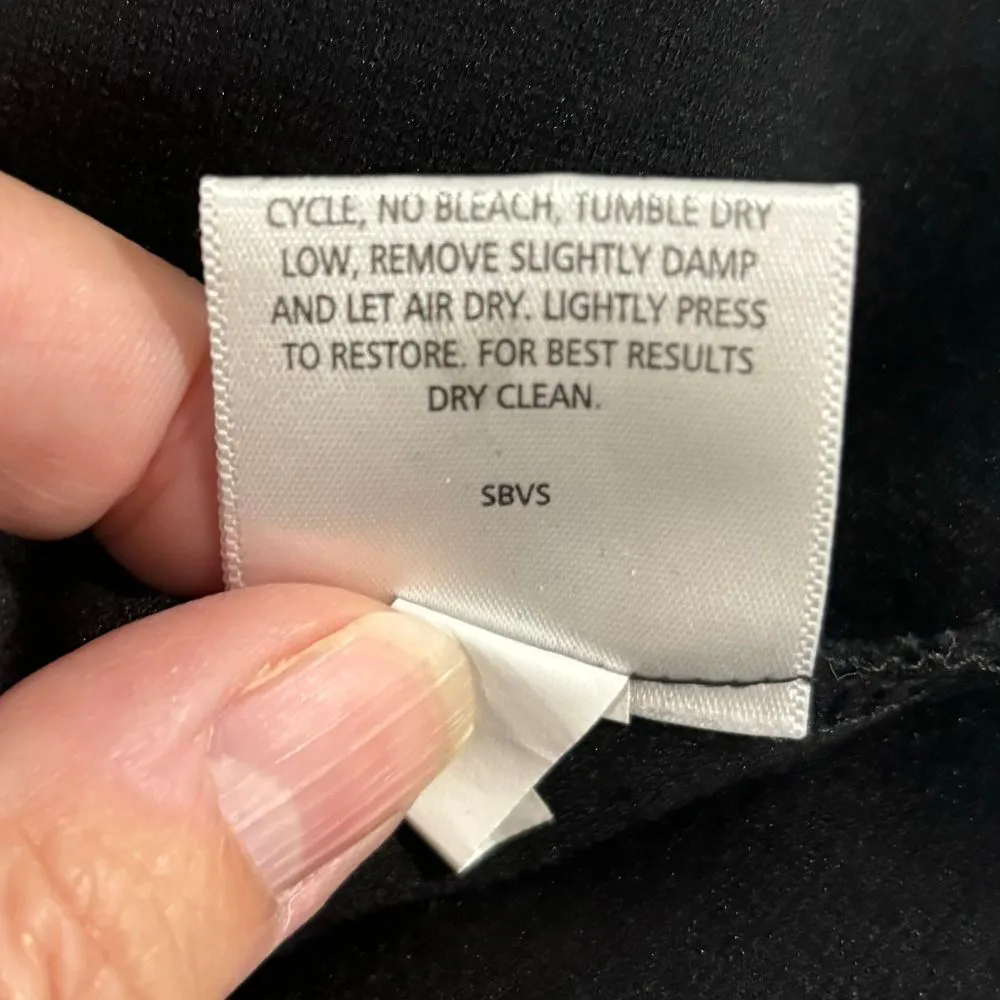 CYCLE, NO BLEACH, TUMBLE DRY
LOW, REMOVE SLIGHTLY DAMP
AND LET AIR DRY. LIGHTLY PRESS
TO RESTORE. FOR BEST RESULTS
DRY CLEAN.
SBVS